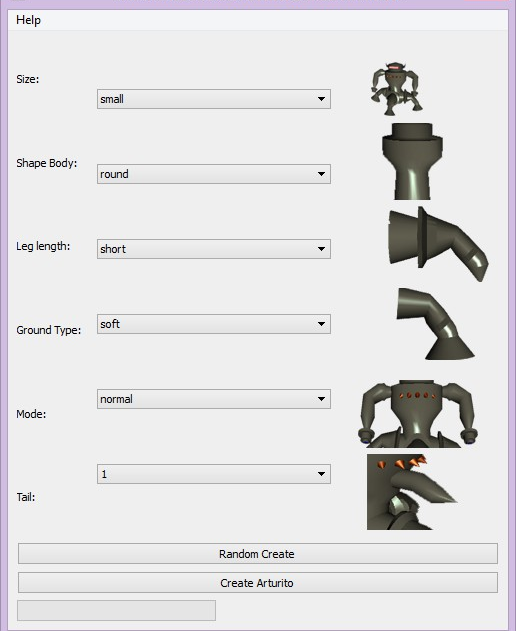 Help
Size:
small
Shape Body:
round
Leg length:
short
Ground Type:
soft
Mode:
normal
Tail:
1
Random Create
Create Arturito